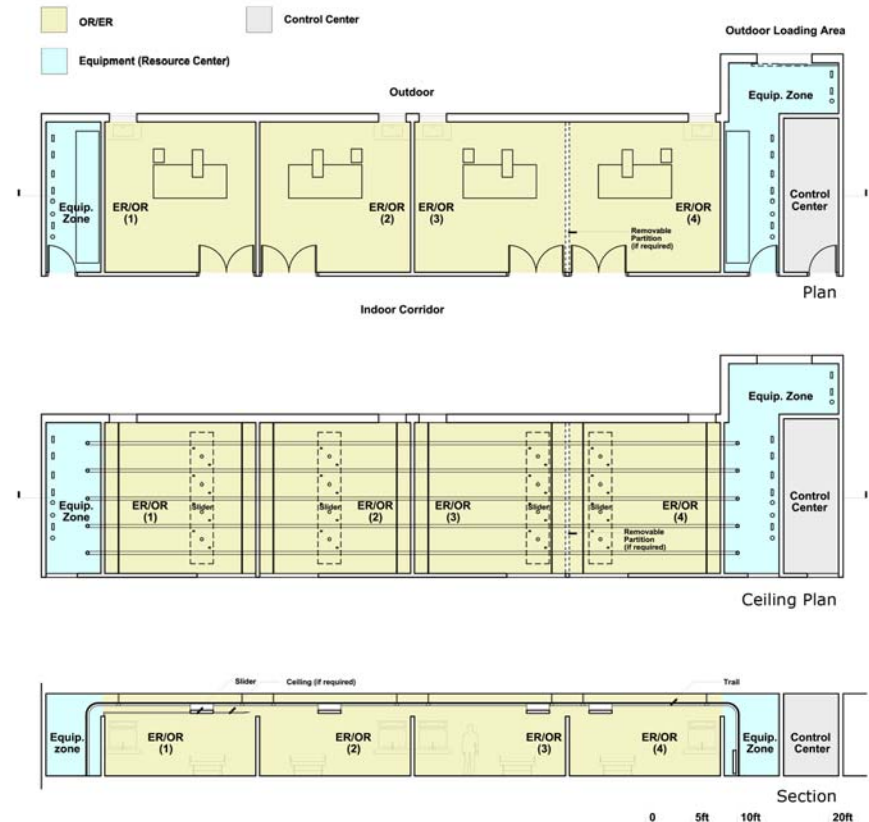 OR/ER
Control Center
Equipment (Resource Center)
Outdoor Loading Area
Outdoor
Equip. Zone
Equip.
Zone
ER/OR
(1)
ER/OR
(2)
ER/OR
(3)
ER/OR
(4)
Removable
Partition
(if required)
Control
Center
Plan
Indoor Corridor
Equip. Zone
Equip.
Zone
ER/OR
(1)
Slider
Slider
ER/OR
(2)
ER/OR
(3)
Slider
Slider
ER/OR
(4)
Removable
Partition
(if required)
Control
Center
Ceiling Plan
Slider
Ceiling (if required)
Trail
Equip.
zone
ER/OR
(1)
ER/OR
(2)
ER/OR
(3)
ER/OR
(4)
Equip.
Zone
Control
Center
Section
0 5ft 10ft 20ft